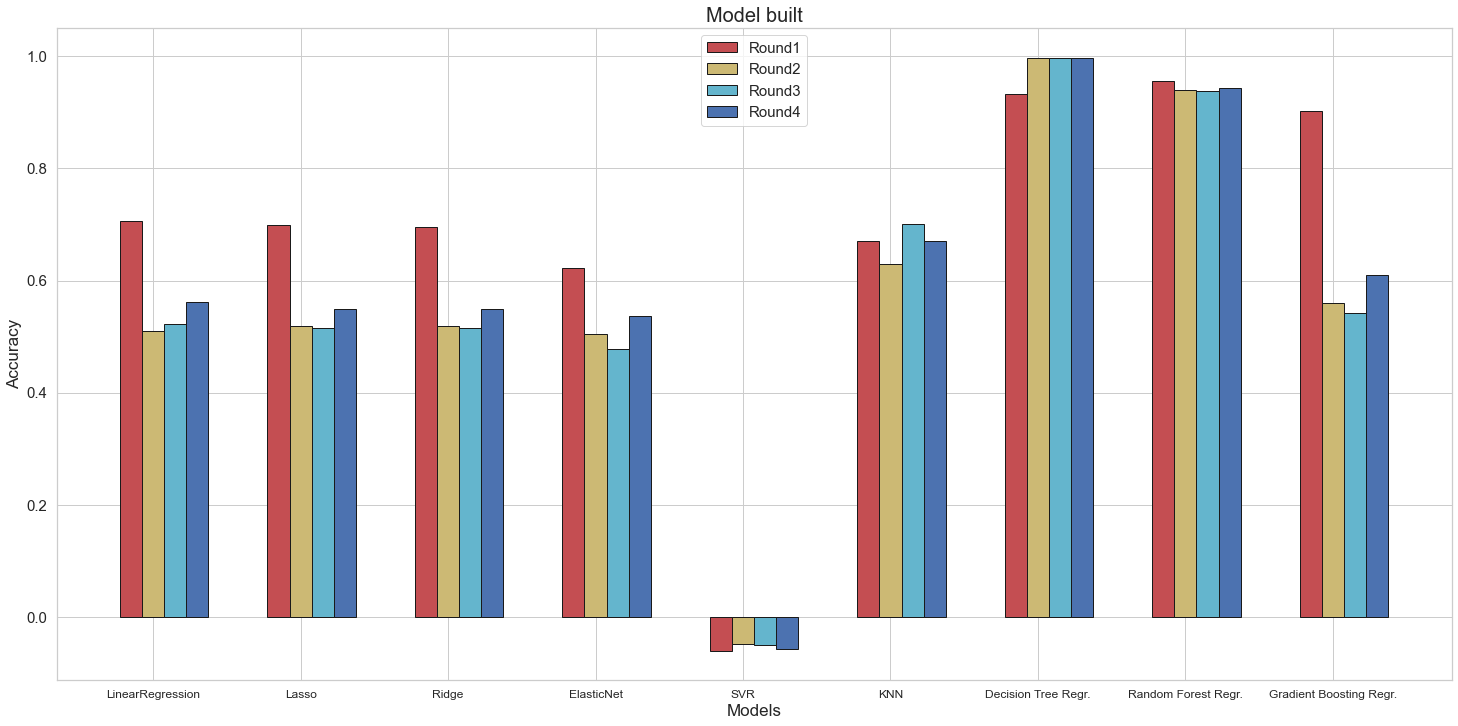 Model built
Round1
Round2
Round3
Round4
1.0
0.8
0.6
0.4
0.2
0.0
Accuracy
LinearRegression Lasso Ridge ElasticNet SVR KNN Decision Tree Regr. Random Forest Regr. Gradient Boosting Regr.
Models